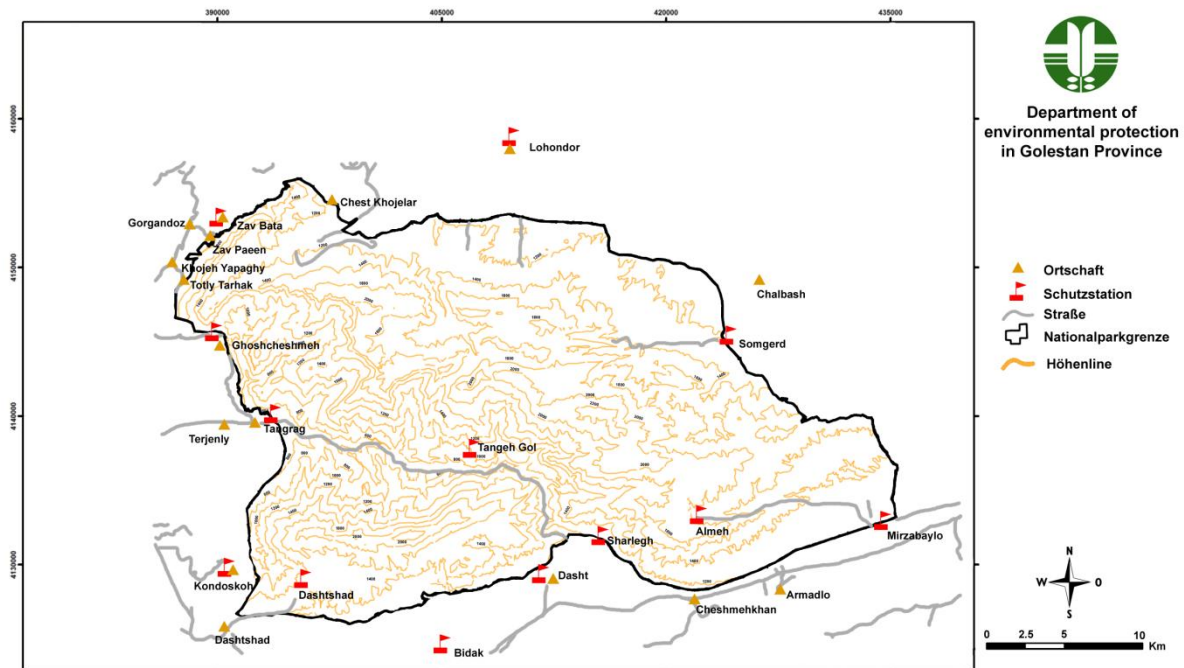 390000
405000
420000
435000
4160000
4150000
4140000
4130000
Department of
environmental protection
in Golestan Province
Lohondor
Chest Khojelar
Gorgandoz
Zav Bata
Zav Paeen
Khojeh Yapaghy
Totly Tarhak
Chalbash
Ghoshcheshmeh
Somgerd
Terjenly
Tangrag
Tangeh Gol
Almeh
Mirzabaylo
Sharlegh
Kondoskoh
Dashtshad
Dasht
Armadlo
Cheshmehkhan
Dashtshad
Bidak
Ortschaft
Schutzstation
Straße
Nationalparkgrenze
Höhenline
N
W
O
S
0 2.5 5 10
Km